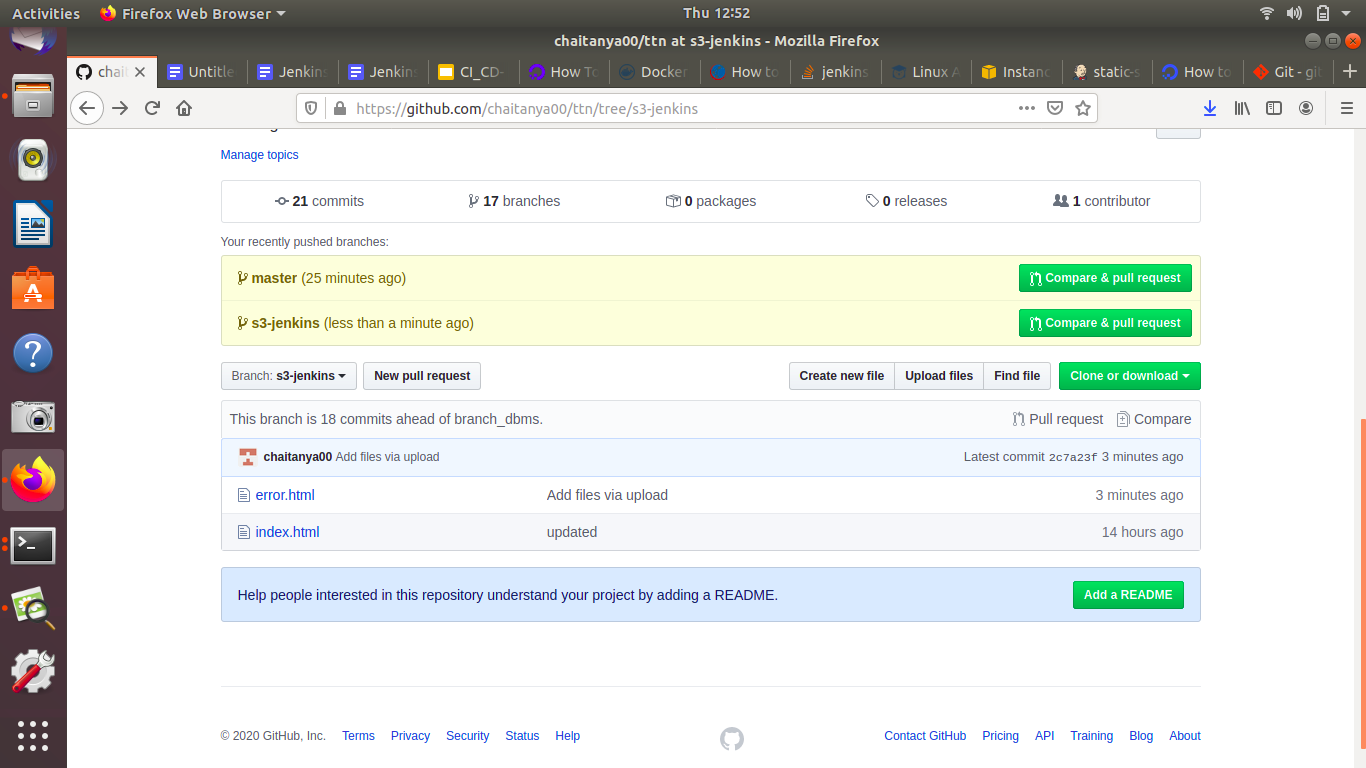 Activities Firefox Web Browser Thu 12:52
chaitanya00/ttn at s3-jenkins - Mozilla Firefox
chait Untitle Jenkins Jenkins CI_CD- How To Docker How to jenkins Linux A Instanc static-s How to Git - git
https://github.com/chaitanya00/ttn/tree/s3-jenkins
Manage topics
21 commits 17 branches 0 packages 0 releases 1 contributor
Your recently pushed branches:
master (25 minutes ago) Compare & pull request
s3-jenkins (less than a minute ago) Compare & pull request
Branch: s3-jenkins New pull request Create new file Upload files Find file Clone or download
This branch is 18 commits ahead of branch_dbms. Pull request Compare
chaitanya00 Add files via upload Latest commit 2c7a23f 3 minutes ago
error.html Add files via upload 3 minutes ago
index.html updated 14 hours ago
Help people interested in this repository understand your project by adding a README. Add a README
© 2020 GitHub, Inc. Terms Privacy Security Status Help Contact GitHub Pricing API Training Blog About